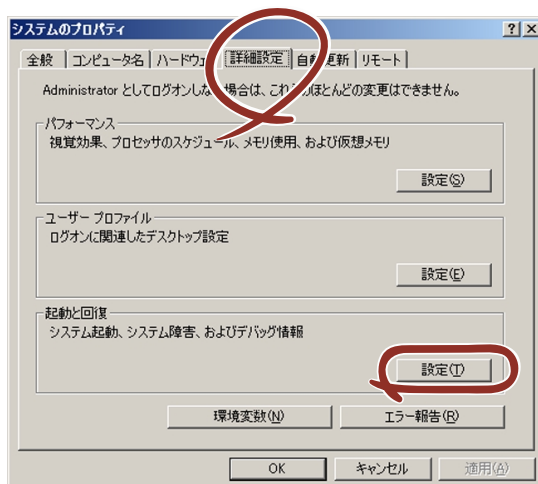 システムのプロパティ
全般 コンピュータ名 ハードウェ 詳細設定 自動更新 リモート
Administrator としてログオンしない場合は、これらのほとんどの変更はできません。
パフォーマンス
視覚効果、プロセッサのスケジュール、メモリ使用、および仮想メモリ
設定(S)
ユーザー プロファイル
ログオンに関連したデスクトップ設定
設定(E)
起動と回復
システム起動、システム障害、およびデバッグ情報
設定(T)
環境変数(N) エラー報告(R)
OK キャンセル 適用(A)